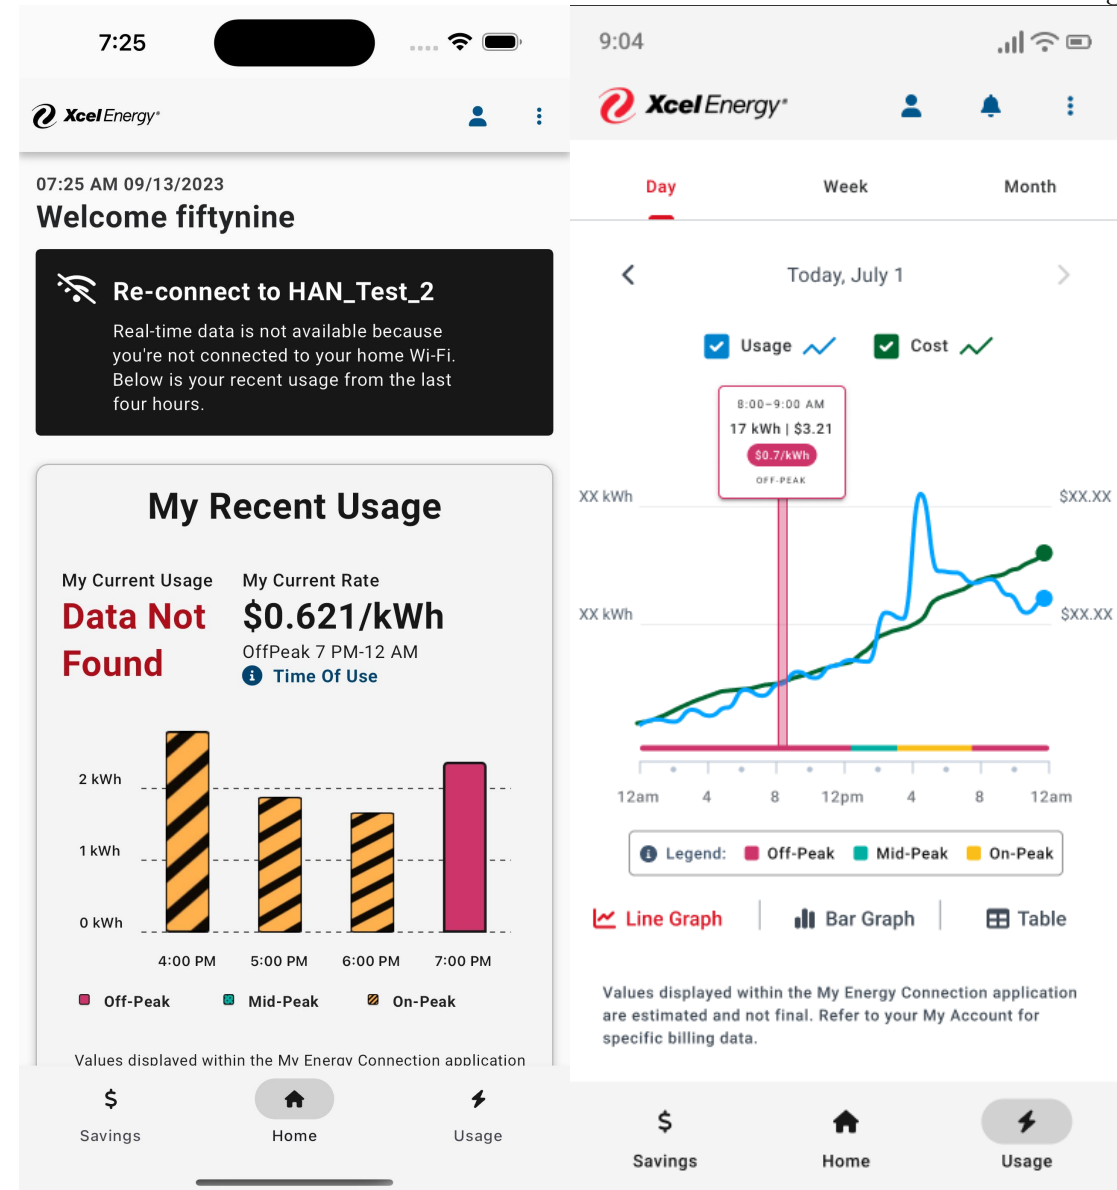 7:25
Xcel Energy®
07:25 AM 09/13/2023
Welcome fiftynine
Re-connect to HAN_Test_2
Real-time data is not available because
you're not connected to your home Wi-Fi.
Below is your recent usage from the last
four hours.
My Recent Usage
My Current Usage
Data Not
Found
My Current Rate
$0.621/kWh
OffPeak 7 PM-12 AM
Time Of Use
2 kWh
1 kWh
0 kWh
4:00 PM 5:00 PM 6:00 PM 7:00 PM
Off-Peak Mid-Peak On-Peak
Values displayed within the My Energy Connection application
Savings Home Usage
9:04
Xcel Energy®
Day Week Month
Today, July 1
Usage Cost
8:00–9:00 AM
17 kWh | $3.21
$0.7/kWh
OFF-PEAK
XX kWh $XX.XX
XX kWh $XX.XX
12am 4 8 12pm 4 8 12am
Legend: Off-Peak Mid-Peak On-Peak
Line Graph Bar Graph Table
Values displayed within the My Energy Connection application
are estimated and not final. Refer to your My Account for
specific billing data.
Savings Home Usage